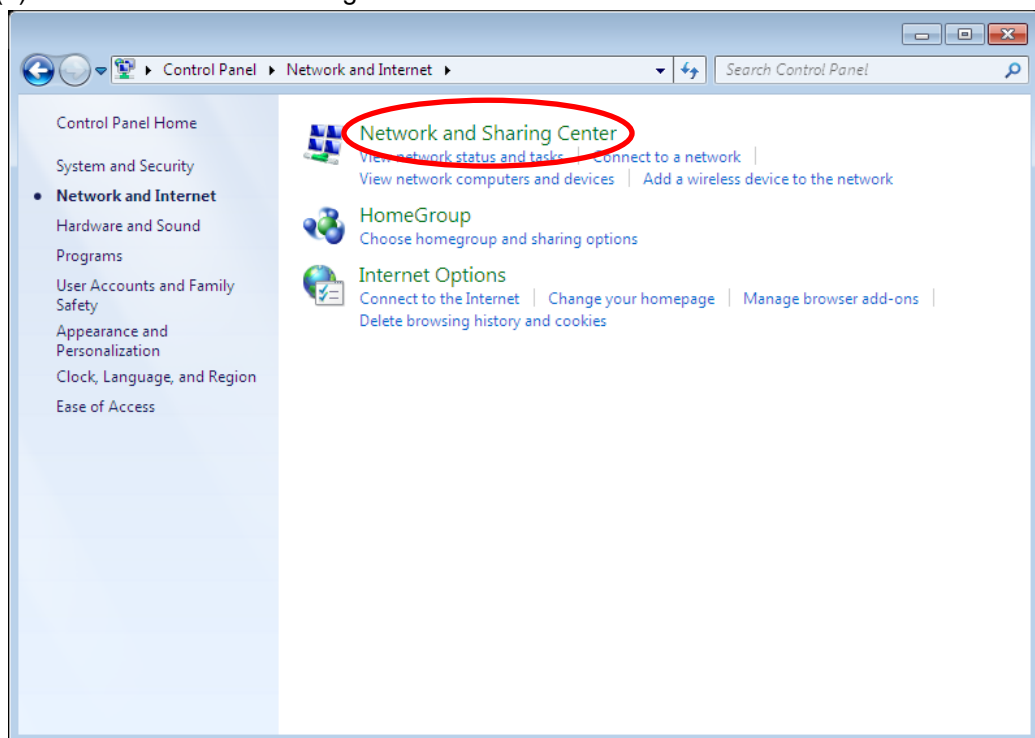 Control Panel Network and Internet Search Control Panel
Control Panel Home
System and Security
Network and Internet
Hardware and Sound
Programs
User Accounts and Family
Safety
Appearance and
Personalization
Clock, Language, and Region
Ease of Access
Network and Sharing Center
View network status and tasks Connect to a network
View network computers and devices Add a wireless device to the network
HomeGroup
Choose homegroup and sharing options
Internet Options
Connect to the Internet Change your homepage Manage browser add-ons
Delete browsing history and cookies